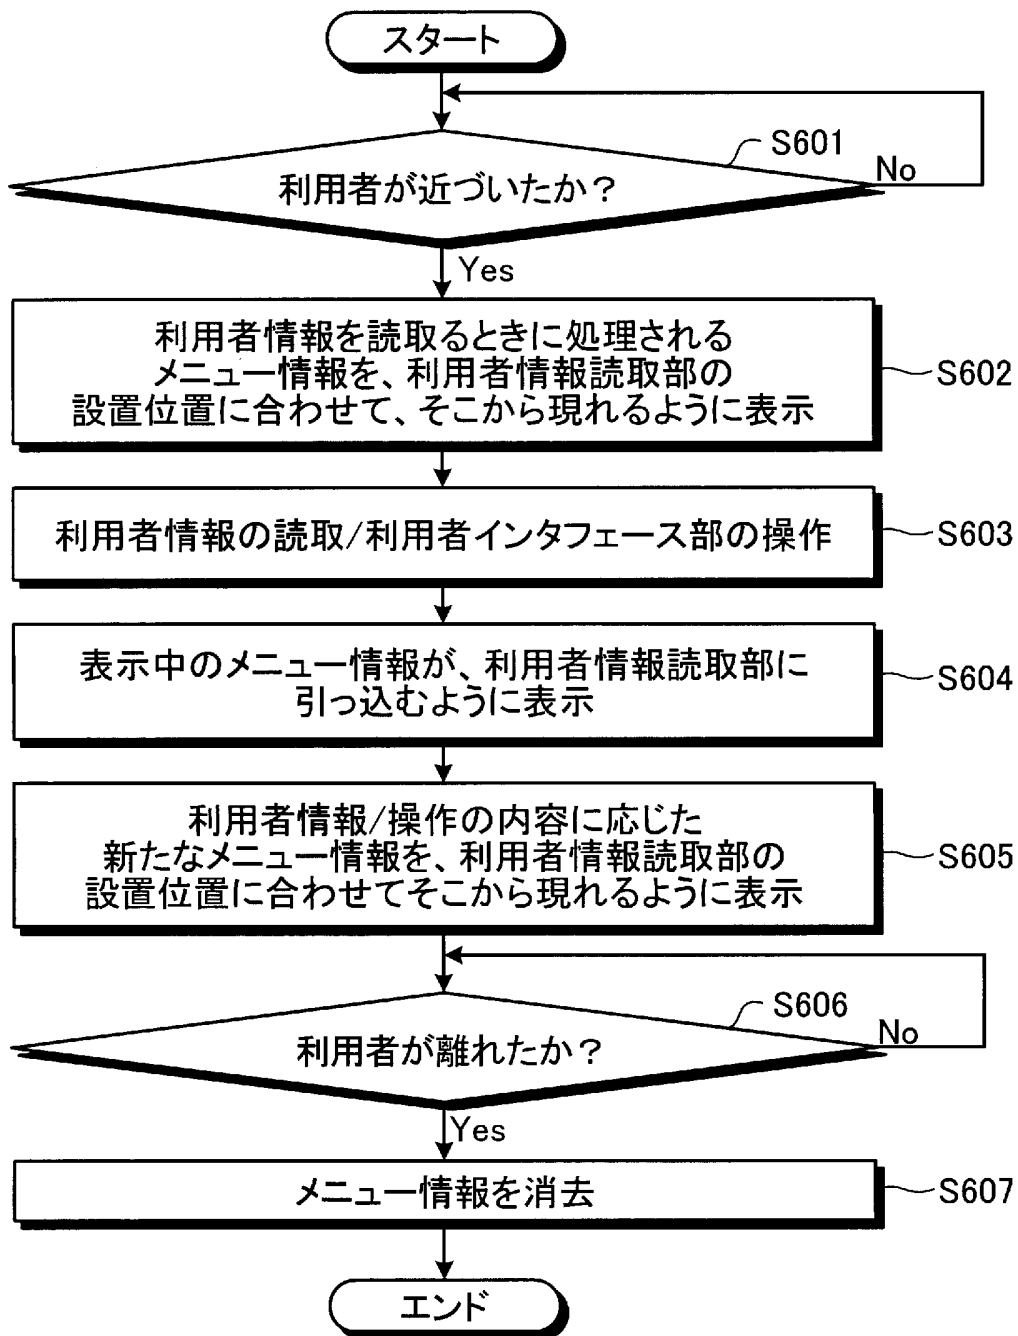 スタート
S601
利用者が近づいたか？
No
Yes
利用者情報を読取るときに処理される
メニュー情報を、利用者情報読取部の
設置位置に合わせて、そこから現れるように表示
S602
利用者情報の読取/利用者インタフェース部の操作
S603
表示中のメニュー情報が、利用者情報読取部に
引っ込むように表示
S604
利用者情報/操作の内容に応じた
新たなメニュー情報を、利用者情報読取部の
設置位置に合わせてそこから現れるように表示
S605
S606
利用者が離れたか？
No
Yes
メニュー情報を消去
S607
エンド